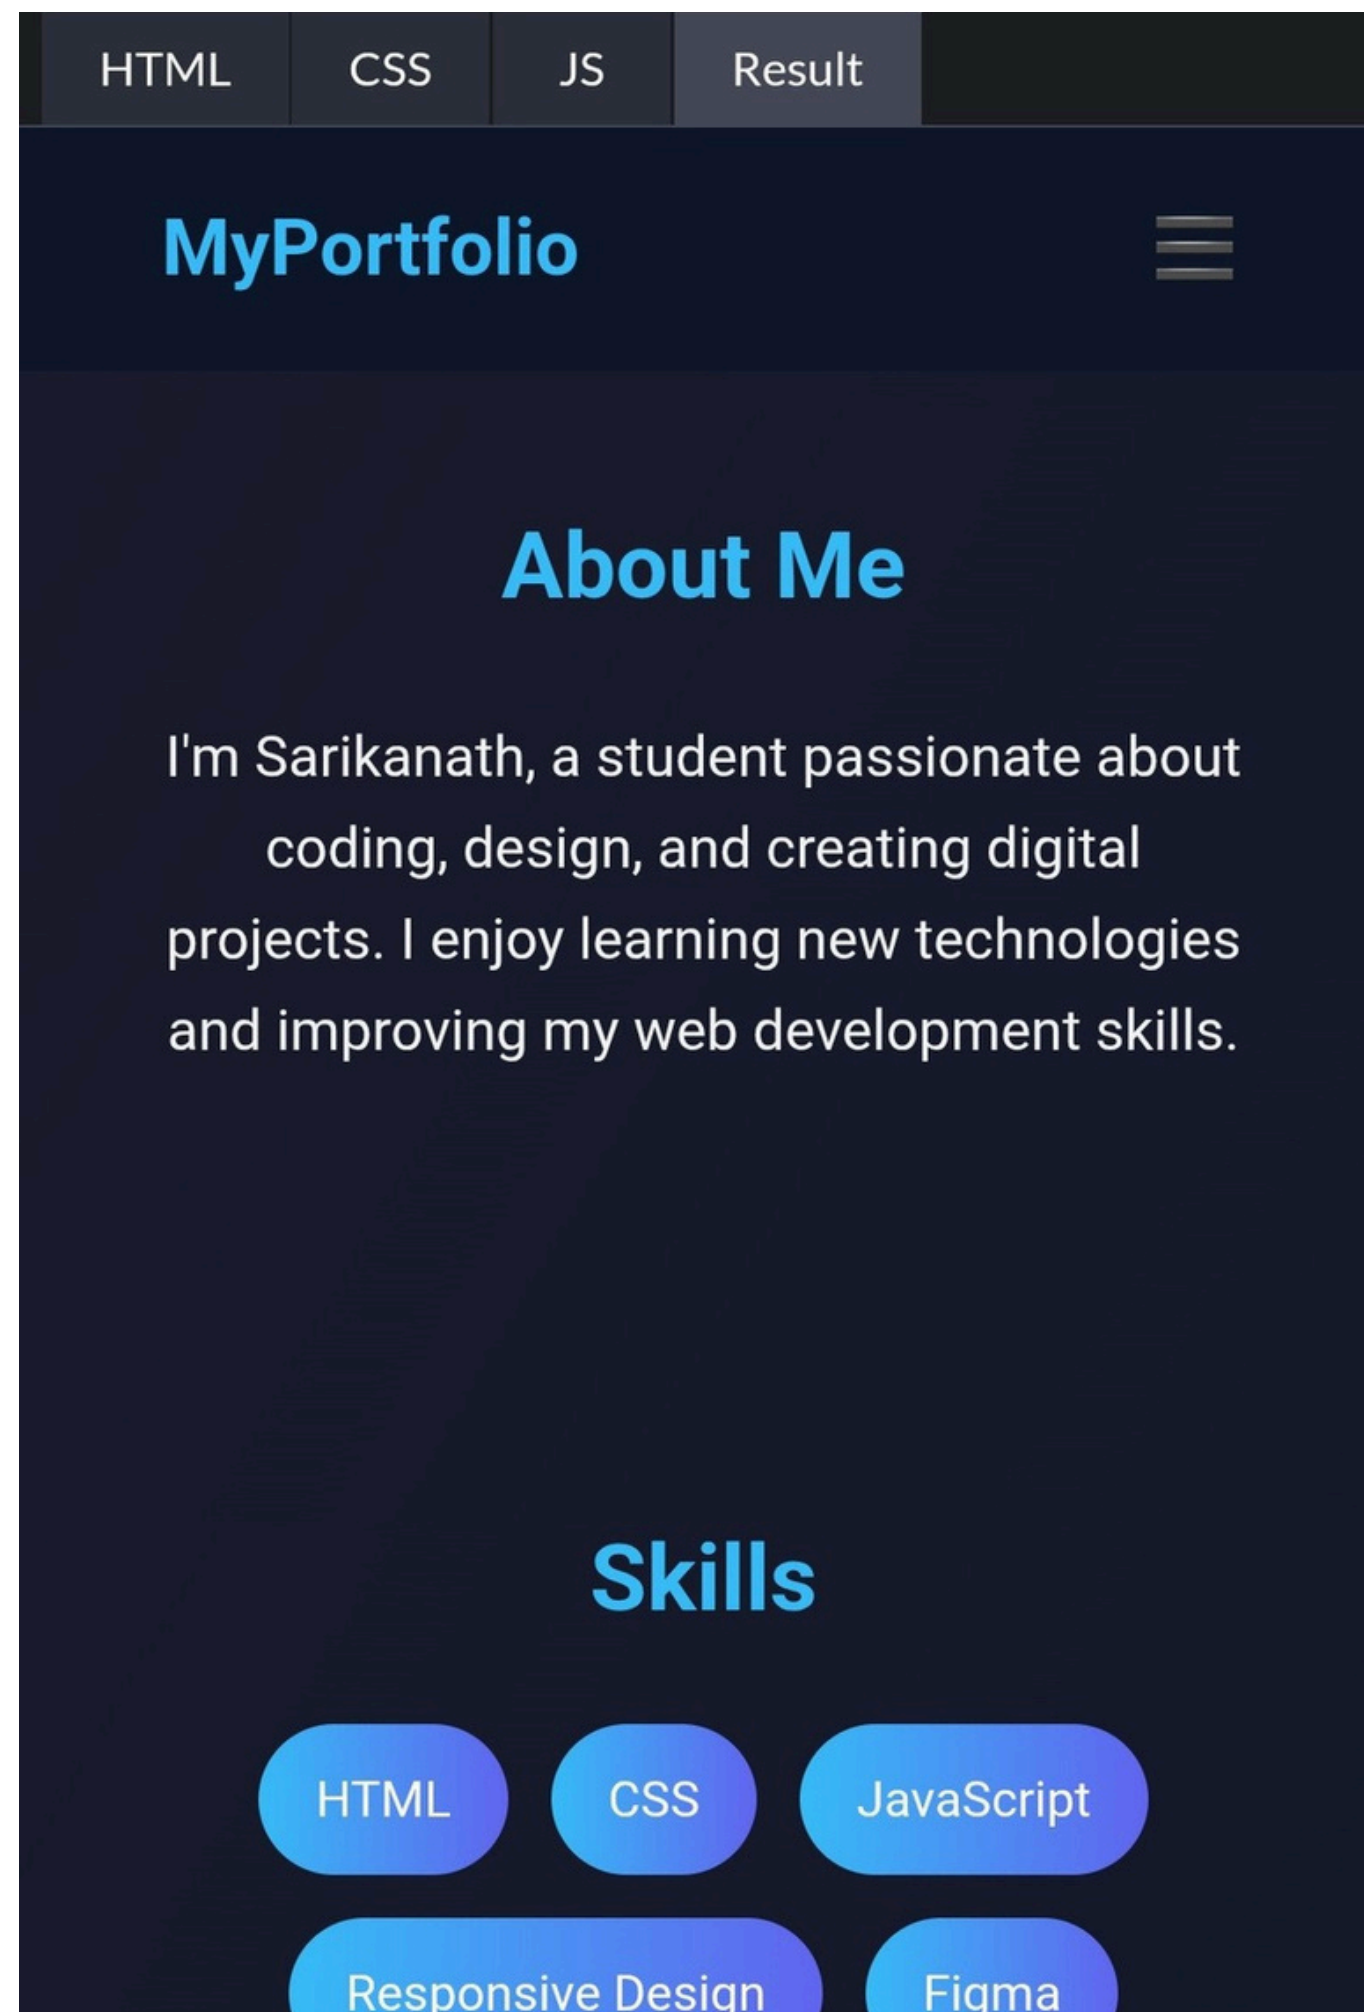 HTML CSS JS Result
MyPortfolio
About Me
I'm Sarikanath, a student passionate about
coding, design, and creating digital
projects. I enjoy learning new technologies
and improving my web development skills.
Skills
HTML CSS JavaScript
Responsive Design Figma